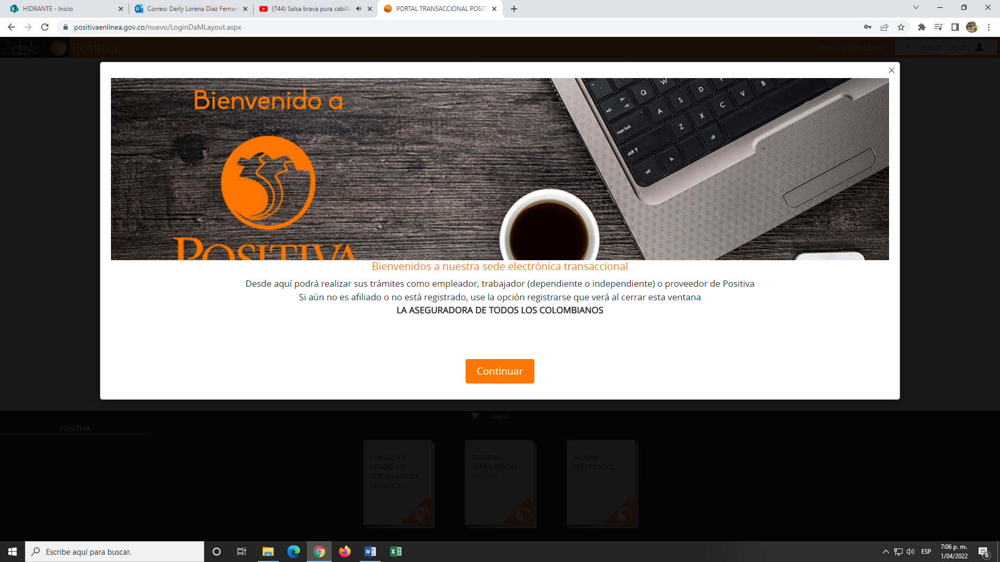 HIDRANTE - Inicio
Correo: Derly Lorena Diaz Fernan
(744) Salsa brava pura cabilla
PORTAL TRANSACCIONAL POSITI
positivaenlinea.gov.co/nuevo/LoginDaMLayout.aspx
desk
Positiva
Soporte en Línea
Iniciar Sesión
Bienvenido a
POSITIVA
Bienvenidos a nuestra sede electrónica transaccional
Desde aquí podrá realizar sus trámites como empleador, trabajador (dependiente o independiente) o proveedor de Positiva
Si aún no es afiliado o no está registrado, use la opción registrarse que verá al cerrar esta ventana
LA ASEGURADORA DE TODOS LOS COLOMBIANOS
Continuar
Menú
POSITIVA
CONSULTAR
ESTADO Y/O
CERTIFICADO DE
AFILIACION
TUTORIAL
HERRAMIENTAS
POSITIVA
VALIDAR
CERTIFICADOS
Escribe aquí para buscar.
ESP
7:06 p. m.
1/04/2022
6